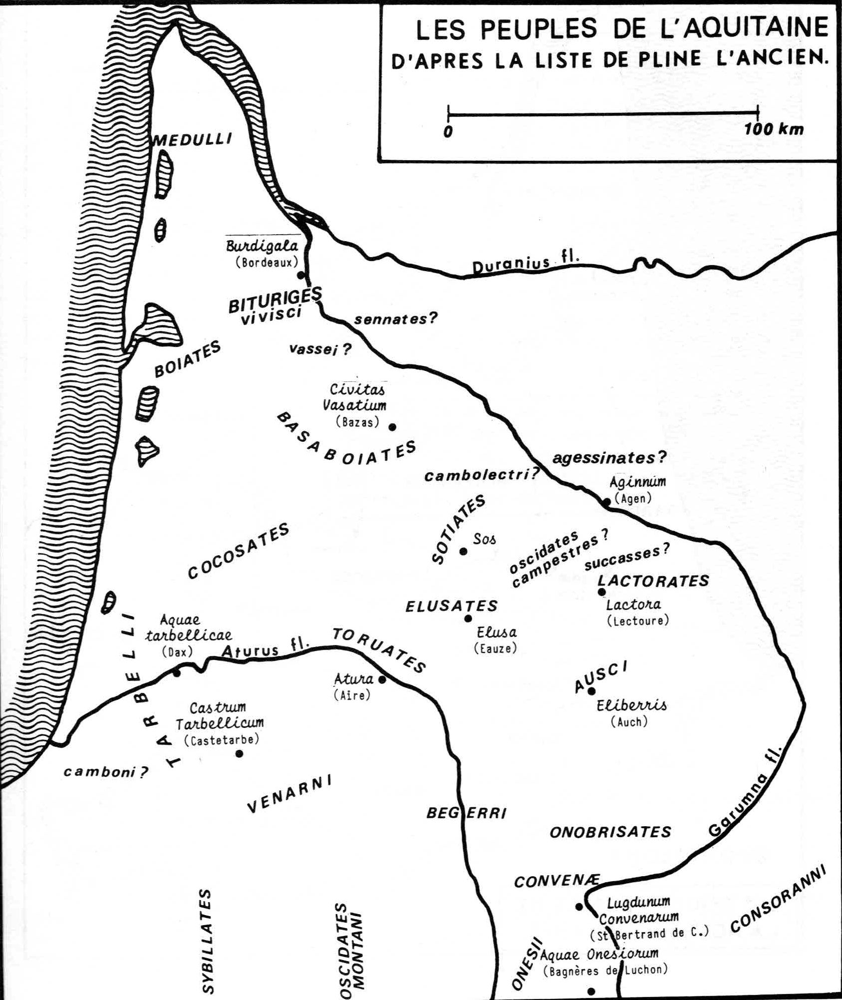 LES PEUPLES DE L'AQUITAINE
D'APRES LA LISTE DE PLINE L'ANCIEN.
0
100 km
MEDULLI
Burdigala
(Bordeaux)
Duranius fl.
BITURIGES
vivisci
sennates?
vassei?
BOIATES
Civitas
Vasatium
(Bazas)
BASABOIATES
agessinates?
cambolectri?
Aginnum
(Agen)
SOTIATES
Sos
COCOSATES
oscidates
campestres?
succasses?
LACTORATES
Lactora
(Lectoure)
ELUSATES
Elusa
(Eauze)
TARBELLI
Aquae
tarbellicae
(Dax)
Aturus fl.
TORUATES
Atura
(Aire)
AUSCI
Eliberris
(Auch)
Castrum
Tarbellicum
(Castetarbe)
camboni?
VENARNI
BEGERRI
ONOBRISATES
Garumna fl.
CONVENÆ
Lugdunum
Convenarum
(St Bertrand de C.)
CONSORANNI
SYBILLATES
OSCIDATES
MONTANI
ONESII
Aquae Onesiorum
(Bagnères de Luchon)